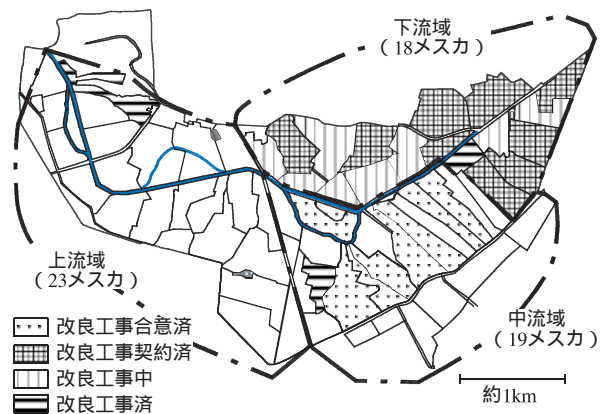 下流域
（18メスカ）
上流域
（23メスカ）
中流域
（19メスカ）
改良工事合意済
改良工事契約済
改良工事中
改良工事済
約1km